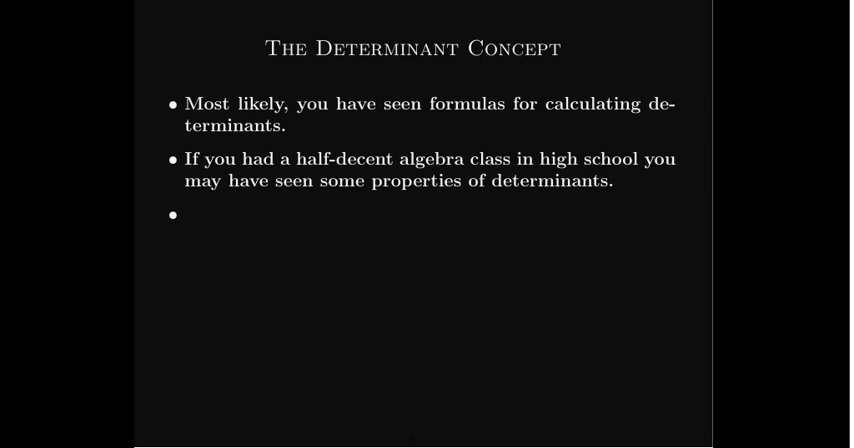 The Determinant Concept
• Most likely, you have seen formulas for calculating de-
terminants.
• If you had a half-decent algebra class in high school you
may have seen some properties of determinants.
•